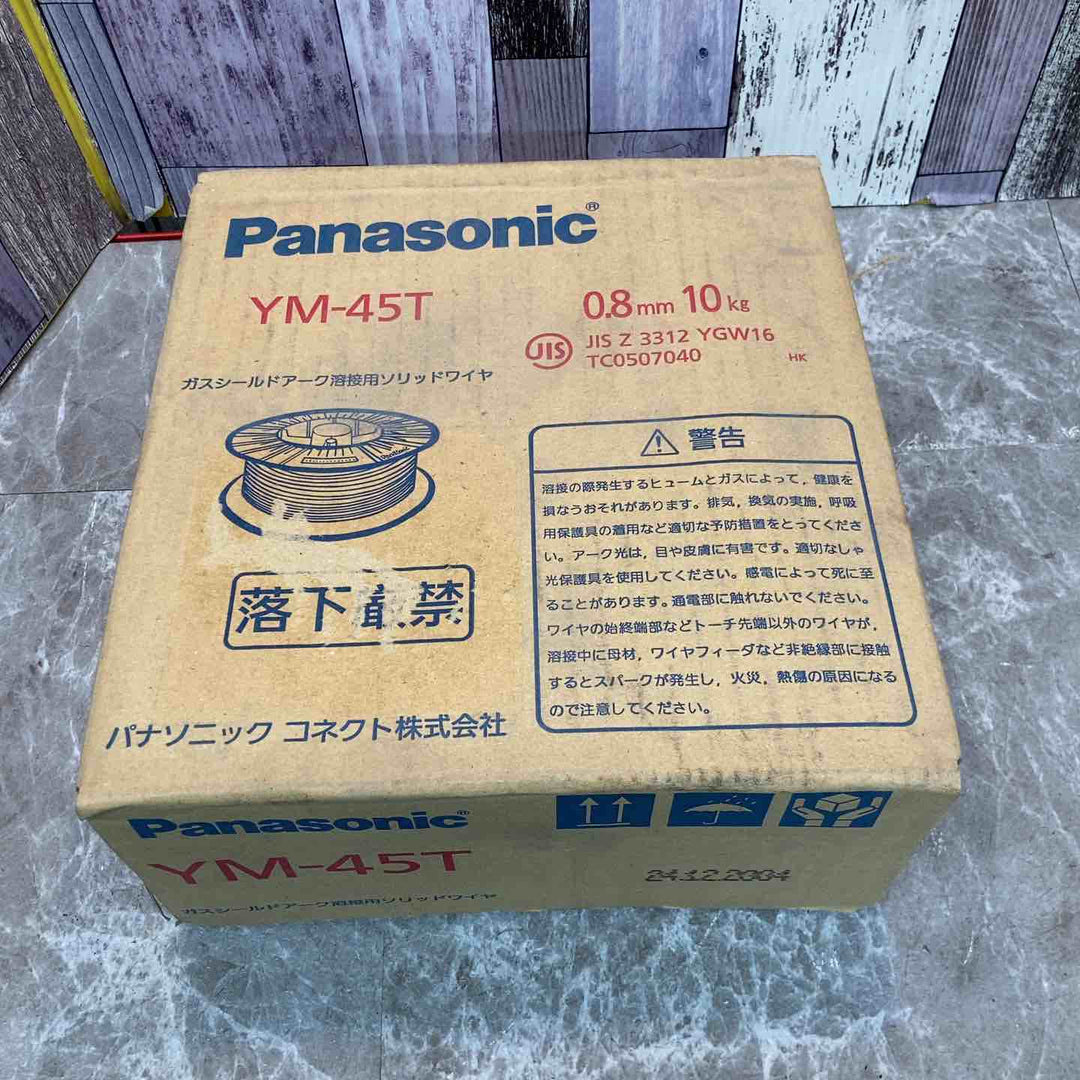 Panasonic®
YM-45T
0.8mm 10kg
JIS
JIS Z 3312 YGW16
TC0507040
HK
ガスシールドアーク溶接用ソリッドワイヤ
警告
溶接の際発生するヒュームとガスによって，健康を
損なうおそれがあります。排気，換気の実施，呼吸
用保護具の着用など適切な予防措置をとってくださ
い。アーク光は，目や皮膚に有害です。適切なしゃ
光保護具を使用してください。感電によって死に至
ることがあります。通電部に触れないでください。
ワイヤの始終端部などトーチ先端以外のワイヤが，
溶接中に母材，ワイヤフィーダなど非絶縁部に接触
するとスパークが発生し，火災，熱傷の原因になる
ので注意してください。
落下厳禁
パナソニック コネクト株式会社
Panasonic®
YM-45T
ガスシールドアーク溶接用ソリッドワイヤ